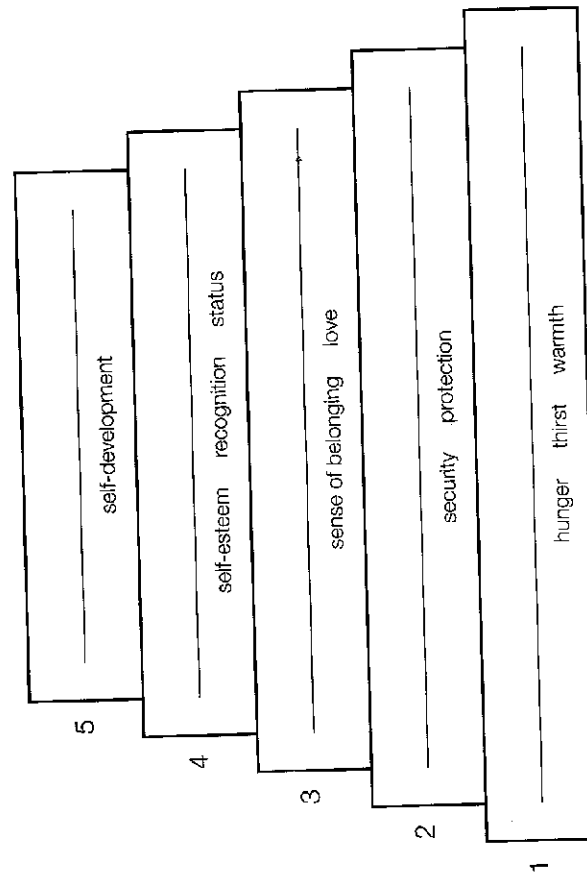 5
self-development
4
self-esteem recognition status
3
sense of belonging love
2
security protection
1
hunger thirst warmth